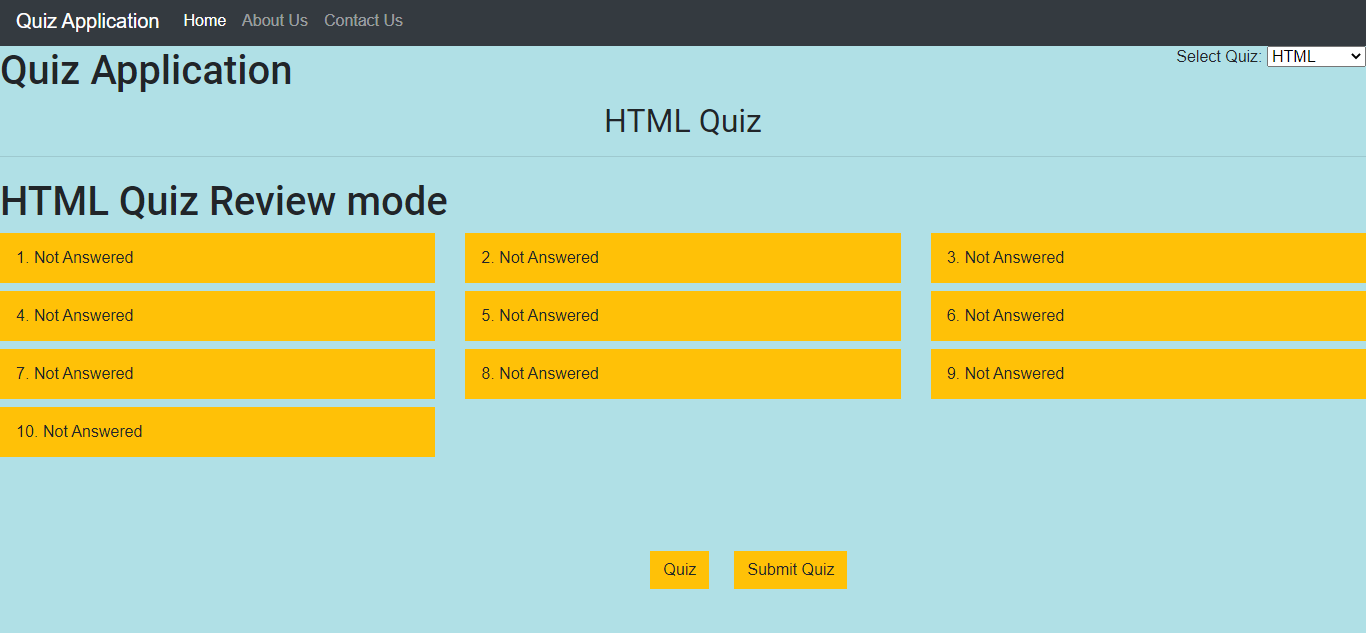 Quiz Application Home About Us Contact Us
Select Quiz: HTML
Quiz Application
HTML Quiz
HTML Quiz Review mode
1. Not Answered 2. Not Answered 3. Not Answered
4. Not Answered 5. Not Answered 6. Not Answered
7. Not Answered 8. Not Answered 9. Not Answered
10. Not Answered
Quiz Submit Quiz